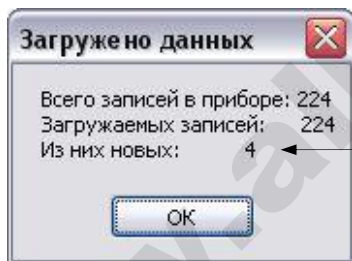 Загружено данных
Всего записей в приборе: 224
Загружаемых записей: 224
Из них новых: 4
OK